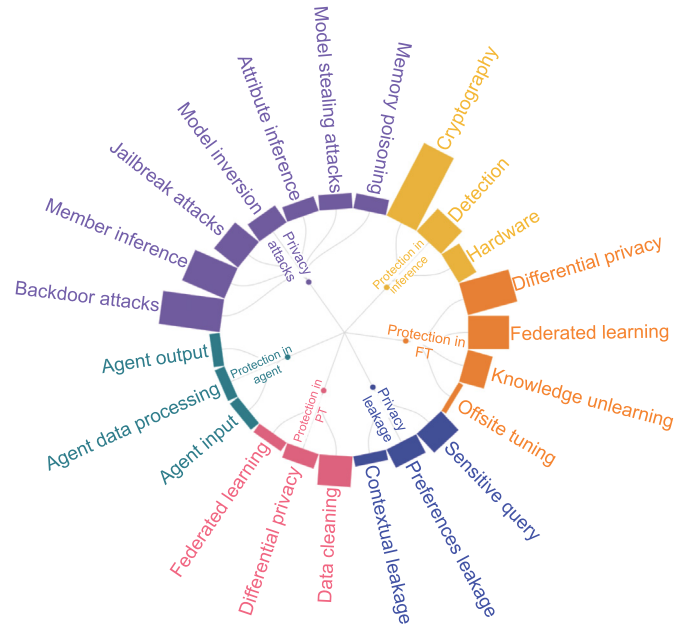 Cryptography
Detection
Hardware
Differential privacy
Federated learning
Knowledge unlearning
Offsite tuning
Sensitive query
Preferences leakage
Contextual leakage
Data cleaning
Differential privacy
Federated learning
Agent input
Agent data processing
Agent output
Backdoor attacks
Member inference
Jailbreak attacks
Model inversion
Attribute inference
Model stealing attacks
Memory poisoning
Privacy
attacks
Protection in
inference
Protection in
FT
Privacy
leakage
Protection in
PT
Protection in
agent